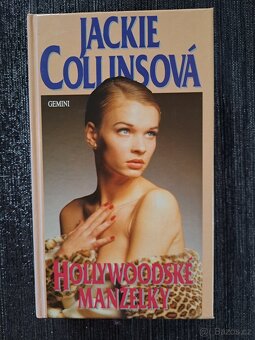 JACKIE
COLLINSOVÁ
GEMINI
HOLLYWOODSKÉ
MANŽELKY